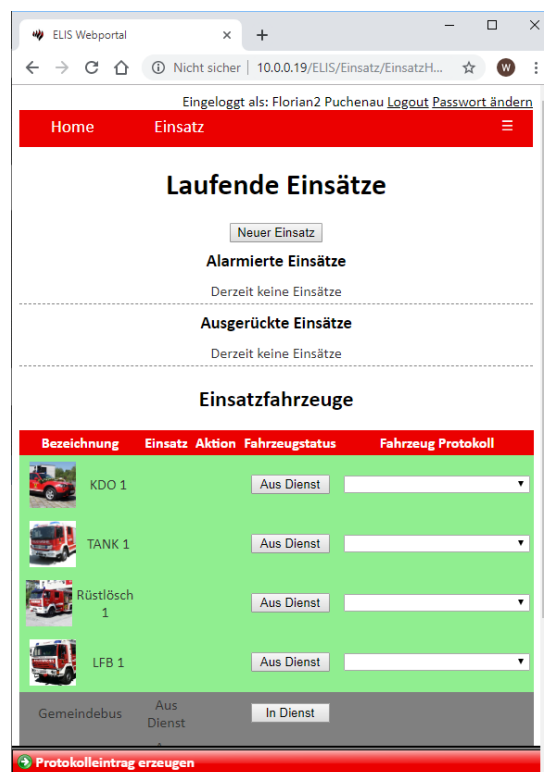 ELIS Webportal
Nicht sicher | 10.0.0.19/ELIS/Einsatz/EinsatzH...
W
Eingeloggt als: Florian2 Puchenau Logout Passwort ändern
Home Einsatz
Laufende Einsätze
Neuer Einsatz
Alarmierte Einsätze
Derzeit keine Einsätze
Ausgerückte Einsätze
Derzeit keine Einsätze
Einsatzfahrzeuge
Bezeichnung Einsatz Aktion Fahrzeugstatus Fahrzeug Protokoll
KDO 1 Aus Dienst
TANK 1 Aus Dienst
Rüstlösch
1 Aus Dienst
LFB 1 Aus Dienst
Gemeindebus Aus
Dienst In Dienst
Protokolleintrag erzeugen